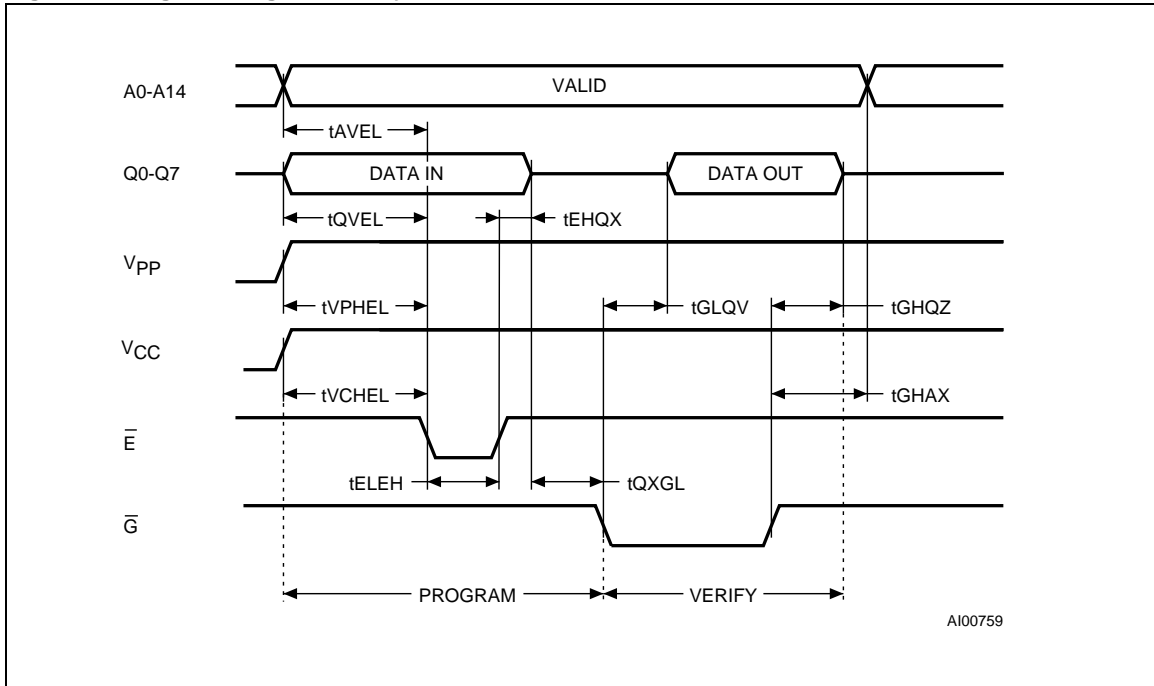 A0-A14
VALID
tAVEL
Q0-Q7
DATA IN
DATA OUT
tQVEL
tEHQX
VPP
tVPHEL
tGLQV
tGHQZ
VCC
tVCHEL
tGHAX
E̅
tELEH
tQXGL
G̅
PROGRAM
VERIFY
AI00759